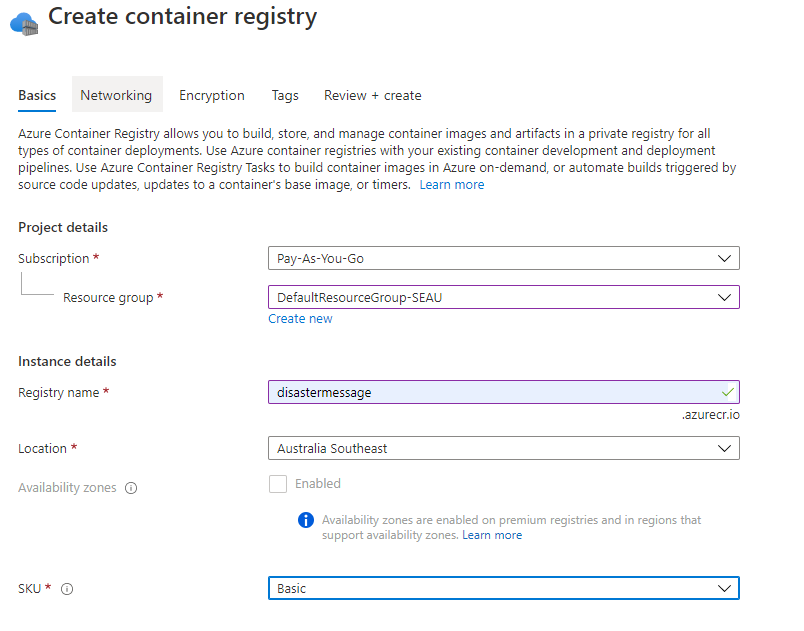 Create container registry
Basics Networking Encryption Tags Review + create
Azure Container Registry allows you to build, store, and manage container images and artifacts in a private registry for all
types of container deployments. Use Azure container registries with your existing container development and deployment
pipelines. Use Azure Container Registry Tasks to build container images in Azure on-demand, or automate builds triggered by
source code updates, updates to a container's base image, or timers. Learn more
Project details
Subscription * Pay-As-You-Go
Resource group * DefaultResourceGroup-SEAU
Create new
Instance details
Registry name * disastermessage
.azurecr.io
Location * Australia Southeast
Availability zones Enabled
Availability zones are enabled on premium registries and in regions that
support availability zones. Learn more
SKU * Basic